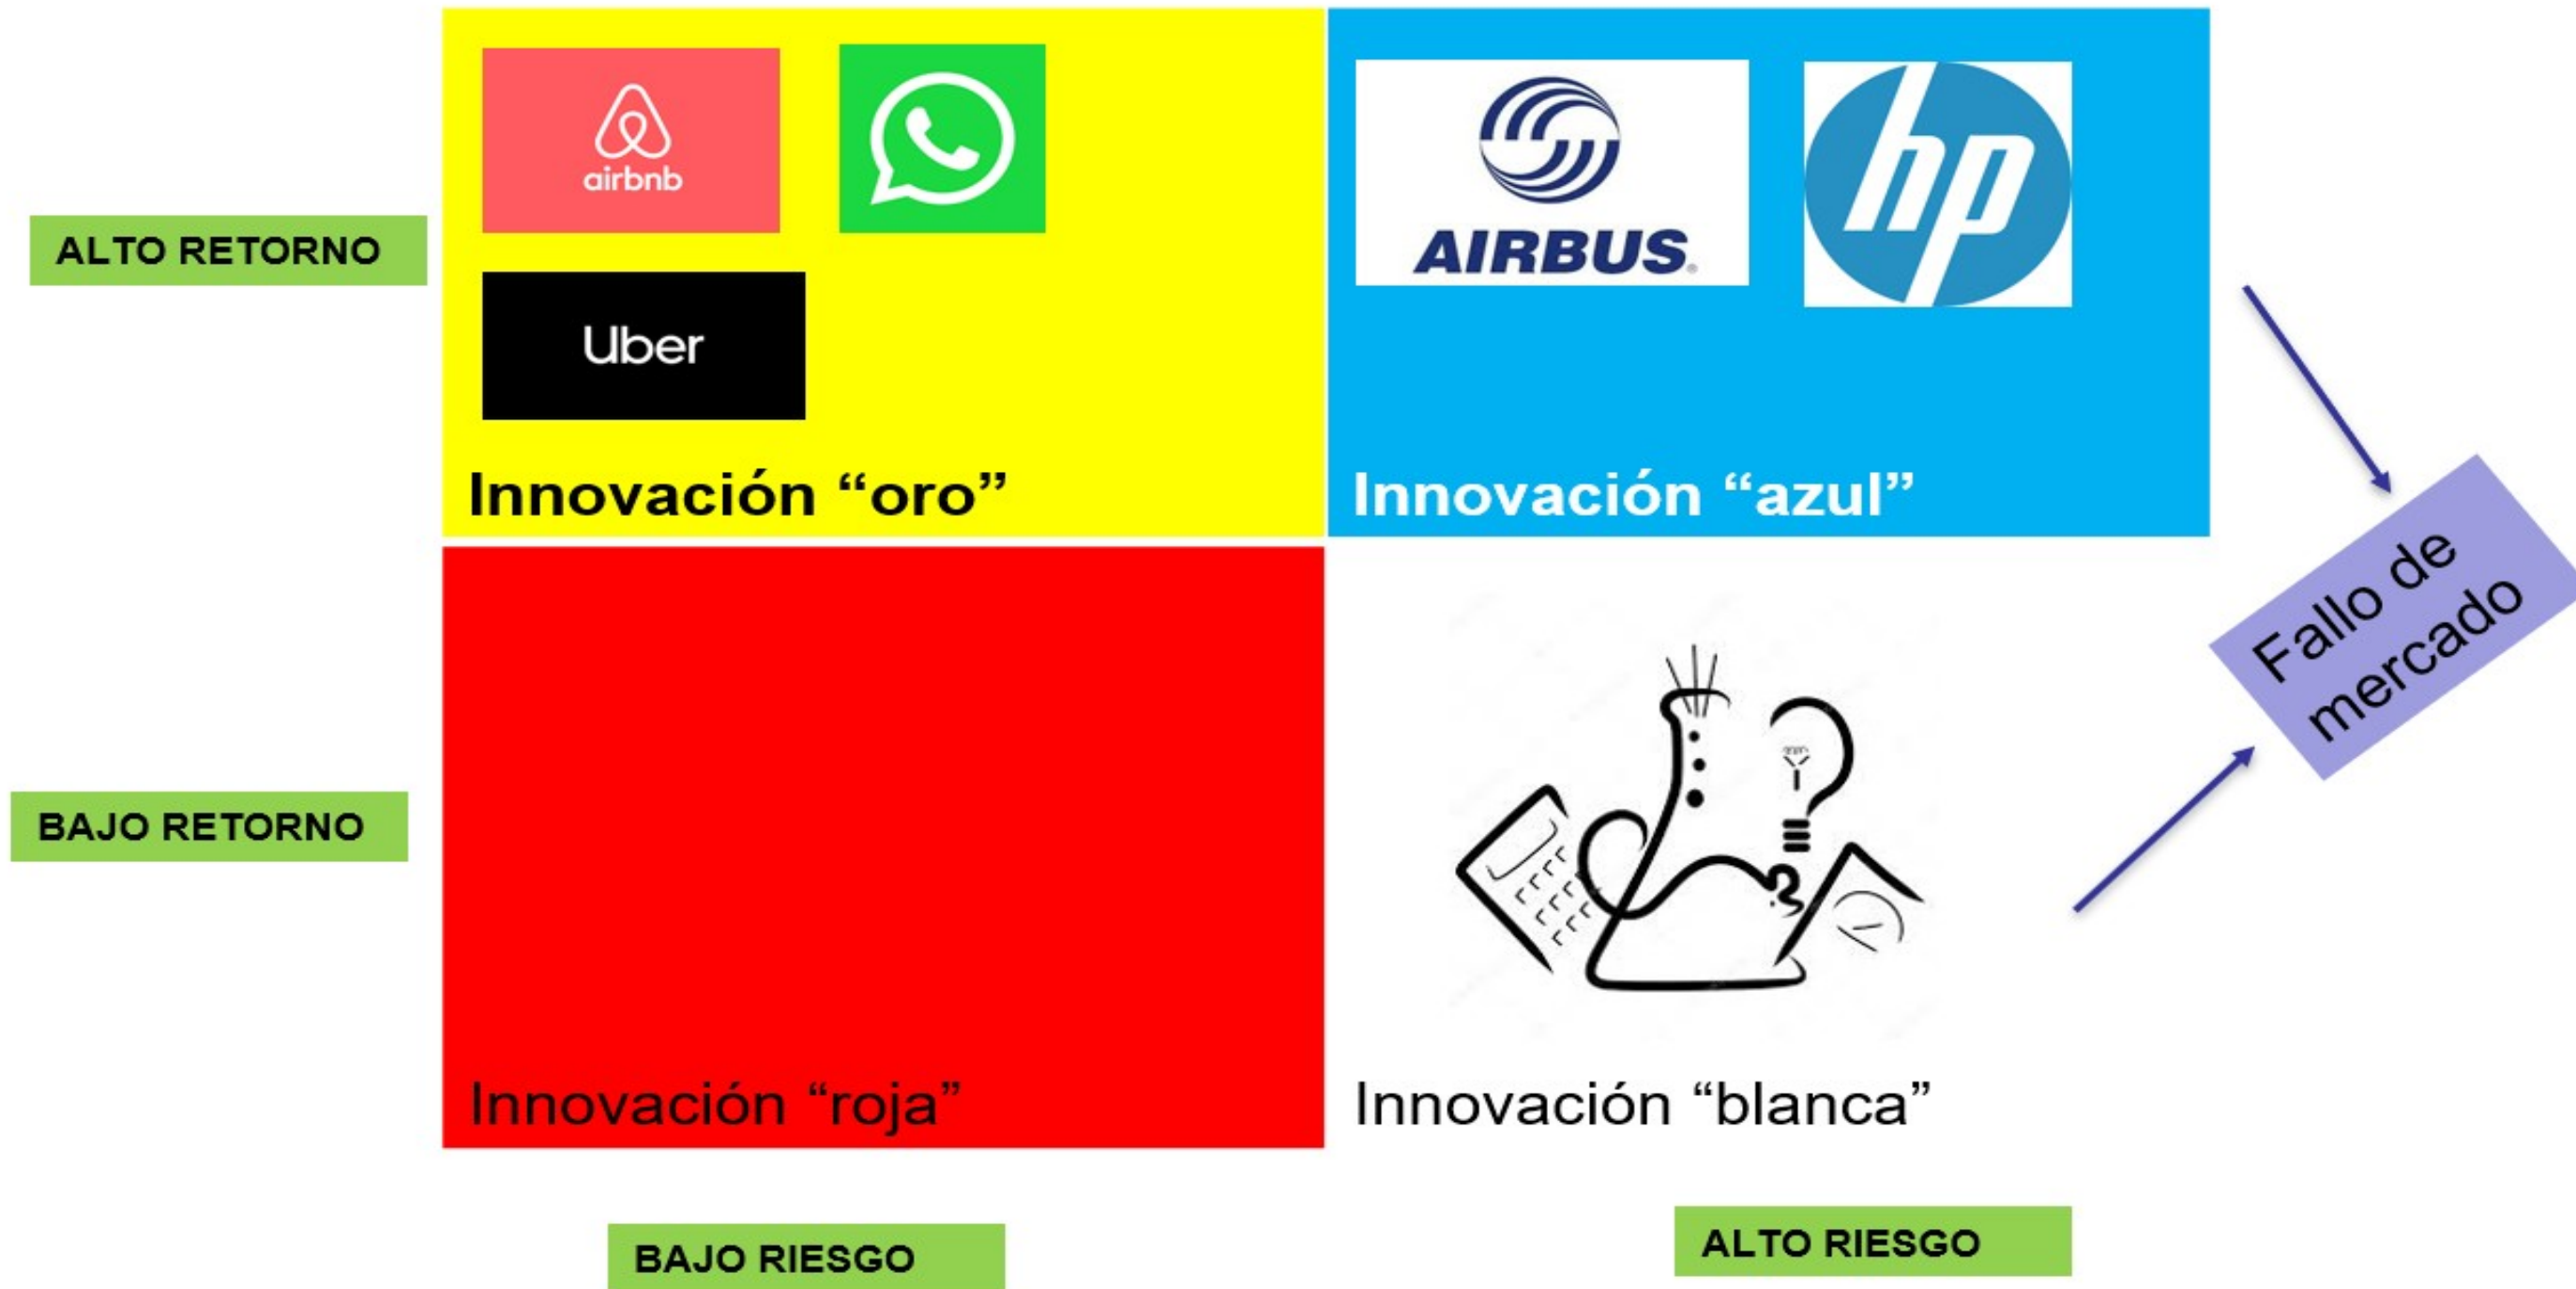 airbnb
AIRBUS
hp
ALTO RETORNO
Uber
Innovación “oro”
Innovación “azul”
Fallo de
mercado
BAJO RETORNO
Innovación “roja”
Innovación “blanca”
BAJO RIESGO
ALTO RIESGO